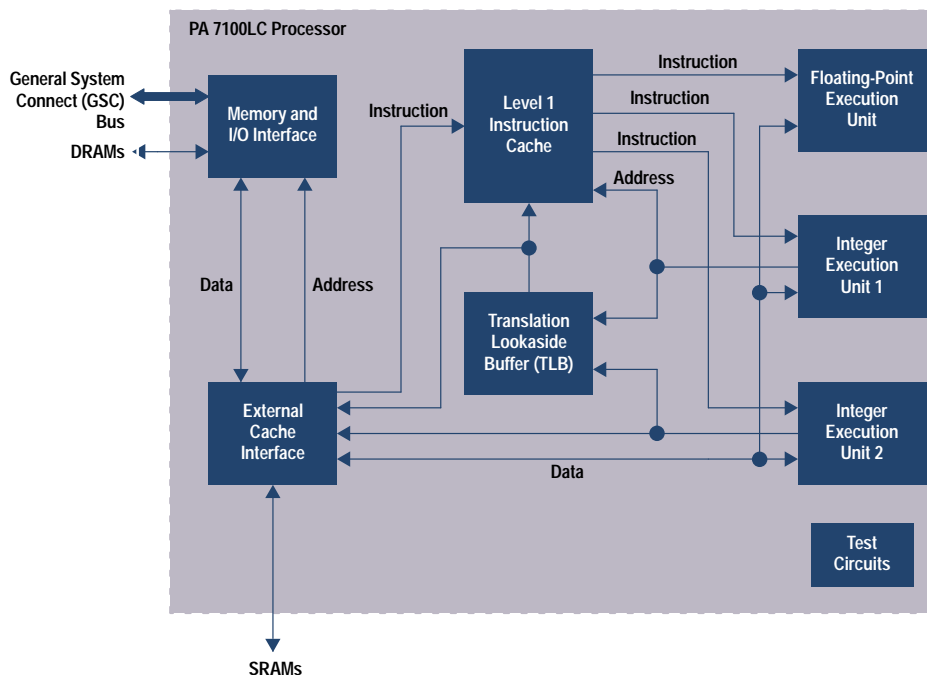 PA 7100LC Processor
General System
Connect (GSC)
Bus
DRAMs
Memory and
I/O Interface
Instruction
Level 1
Instruction
Cache
Instruction
Instruction
Instruction
Address
Floating-Point
Execution
Unit
Data
Address
Translation
Lookaside
Buffer (TLB)
Integer
Execution
Unit 1
External
Cache
Interface
Data
Integer
Execution
Unit 2
Test
Circuits
SRAMs